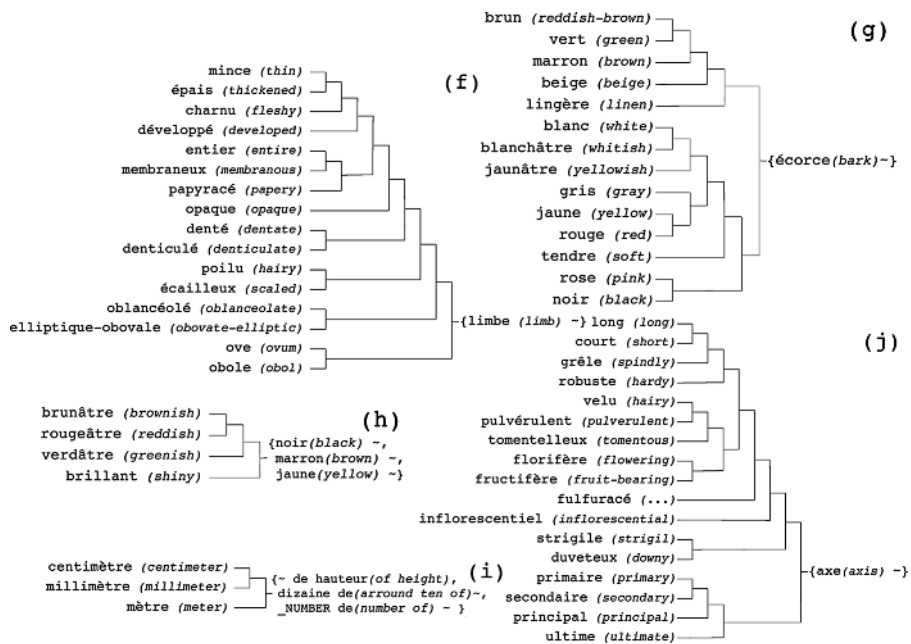 (f)
mince (thin)
épais (thickened)
charnu (fleshy)
développé (developed)
entier (entire)
membraneux (membranous)
papyracé (papery)
opaque (opaque)
denté (dentate)
denticulé (denticulate)
poilu (hairy)
écailleux (scaled)
oblancéolé (oblanceolate)
elliptique-obovale (obovate-elliptic)
ove (ovum)
obole (obol)
{limbe (limb) ~}
(g)
brun (reddish-brown)
vert (green)
marron (brown)
beige (beige)
lingère (linen)
blanc (white)
blanchâtre (whitish)
jaunâtre (yellowish)
gris (gray)
jaune (yellow)
rouge (red)
tendre (soft)
rose (pink)
noir (black)
{écorce(bark)~}
(h)
brunâtre (brownish)
rougeâtre (reddish)
verdâtre (greenish)
brillant (shiny)
{noir(black) ~,
marron(brown) ~,
jaune(yellow) ~}
(i)
centimètre (centimeter)
millimètre (millimeter)
mètre (meter)
{~ de hauteur(of height),
dizaine de(arround ten of)~,
_NUMBER de(number of) ~ }
(j)
long (long)
court (short)
grêle (spindly)
robuste (hardy)
velu (hairy)
pulvérulent (pulverulent)
tomentelleux (tomentous)
florifère (flowering)
fructifère (fruit-bearing)
fulfuracé (...)
inflorescentiel (inflorescential)
strigile (strigil)
duveteux (downy)
primaire (primary)
secondaire (secondary)
principal (principal)
ultime (ultimate)
{axe(axis) ~}